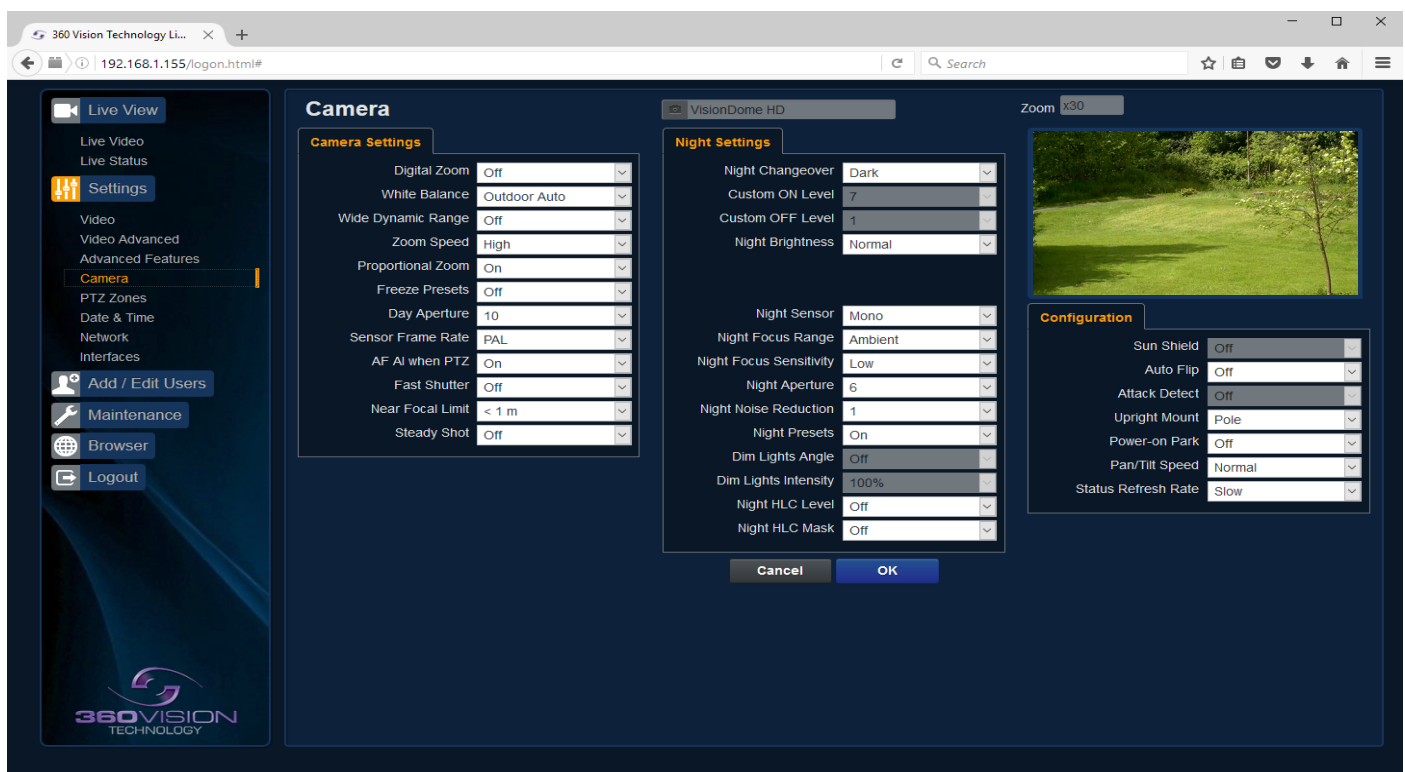 360 Vision Technology Li...
192.168.1.155/logon.html#
Search
Live View
Live Video
Live Status
Settings
Video
Video Advanced
Advanced Features
Camera
PTZ Zones
Date & Time
Network
Interfaces
Add / Edit Users
Maintenance
Browser
Logout
360VISION
TECHNOLOGY
Camera
VisionDome HD
Zoom x30
Camera Settings
Digital Zoom Off
White Balance Outdoor Auto
Wide Dynamic Range Off
Zoom Speed High
Proportional Zoom On
Freeze Presets Off
Day Aperture 10
Sensor Frame Rate PAL
AF AI when PTZ On
Fast Shutter Off
Near Focal Limit < 1 m
Steady Shot Off
Night Settings
Night Changeover Dark
Custom ON Level 7
Custom OFF Level 1
Night Brightness Normal
Night Sensor Mono
Night Focus Range Ambient
Night Focus Sensitivity Low
Night Aperture 6
Night Noise Reduction 1
Night Presets On
Dim Lights Angle Off
Dim Lights Intensity 100%
Night HLC Level Off
Night HLC Mask Off
Configuration
Sun Shield Off
Auto Flip Off
Attack Detect Off
Upright Mount Pole
Power-on Park Off
Pan/Tilt Speed Normal
Status Refresh Rate Slow
Cancel
OK